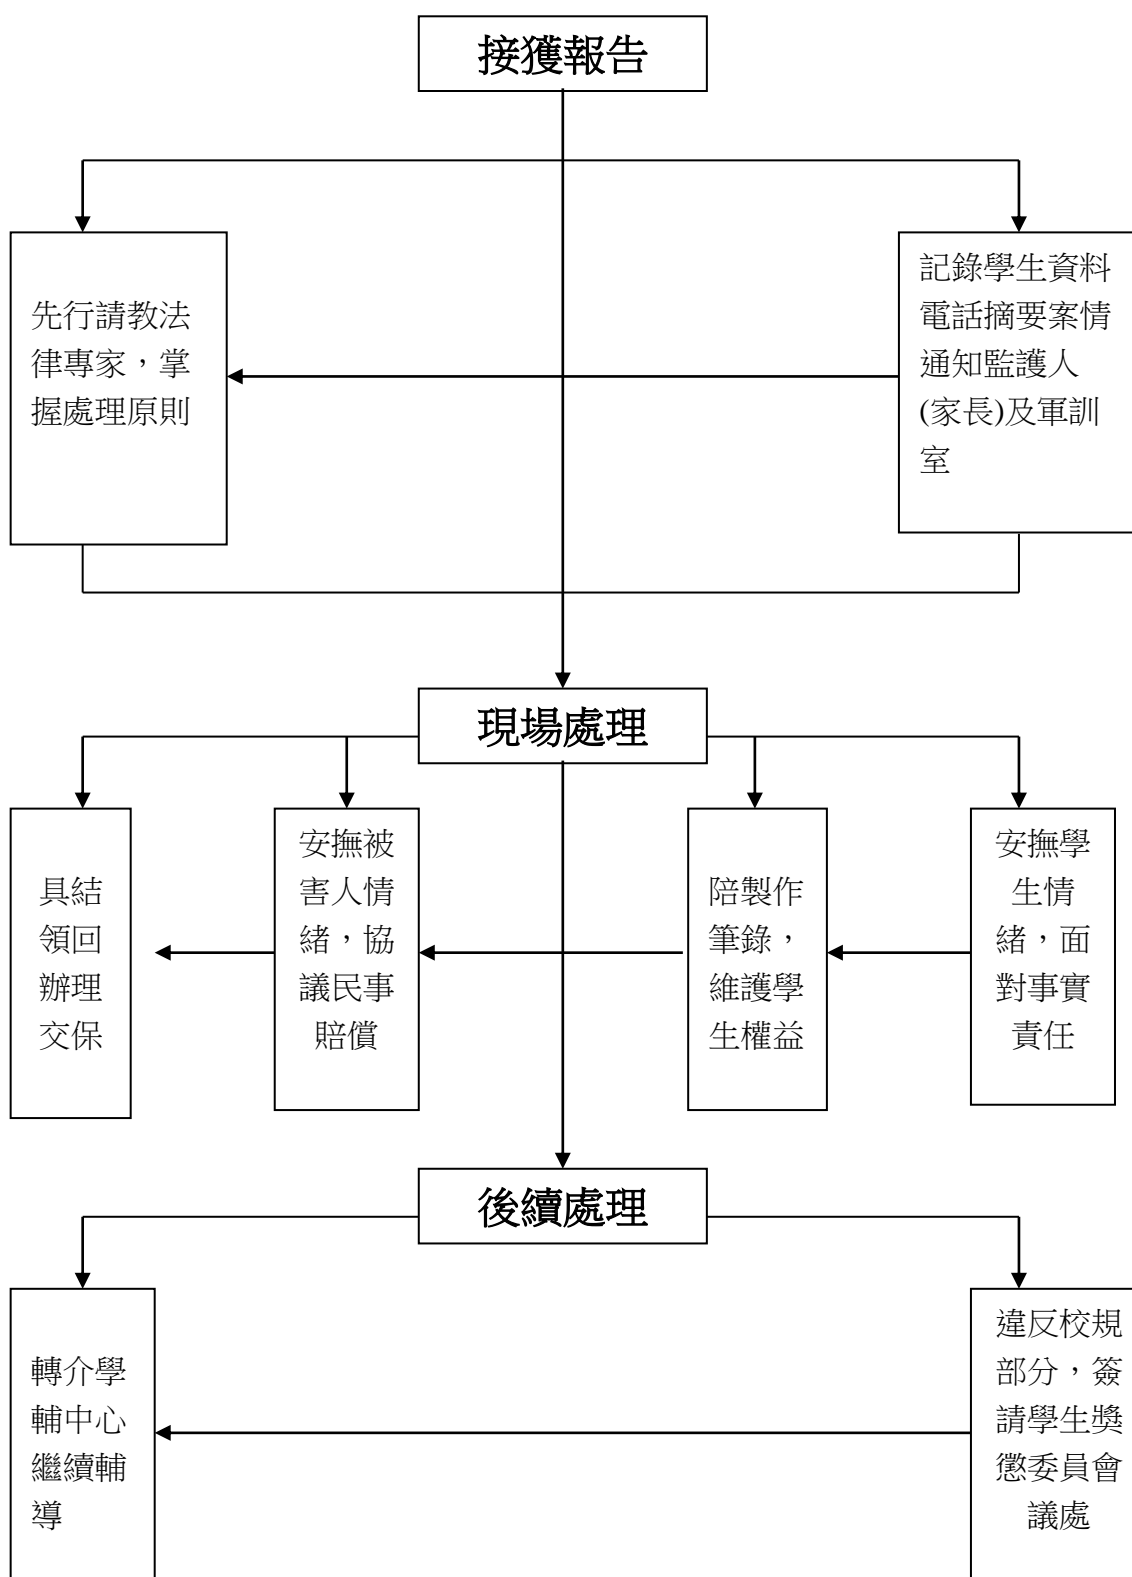 接獲報告
先行請教法
律專家，掌
握處理原則
記錄學生資料
電話摘要案情
通知監護人
(家長)及軍訓
室
現場處理
具結
領回
辦理
交保
安撫被
害人情
緒，協
議民事
賠償
陪製作
筆錄，
維護學
生權益
安撫學
生情
緒，面
對事實
責任
後續處理
轉介學
輔中心
繼續輔
導
違反校規
部分，簽
請學生獎
懲委員會
議處